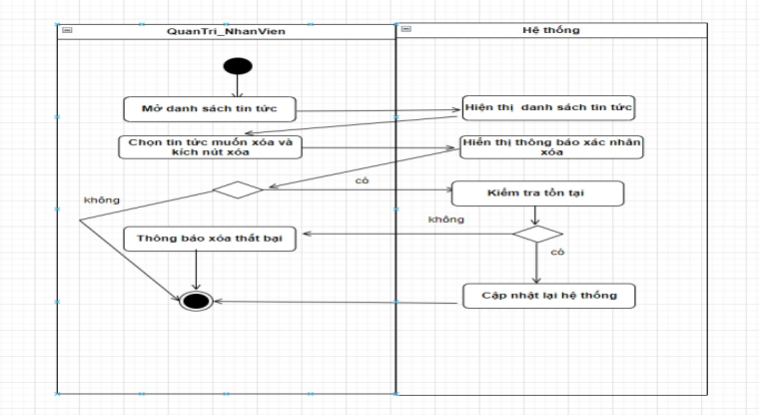 QuanTri_NhanVien
Hệ thống
Mở danh sách tin tức
Hiện thị danh sách tin tức
Chọn tin tức muốn xóa và
kích nút xóa
Hiển thị thông báo xác nhân
xóa
có
Kiểm tra tồn tại
không
không
Thông báo xóa thất bại
có
Cập nhật lại hệ thống